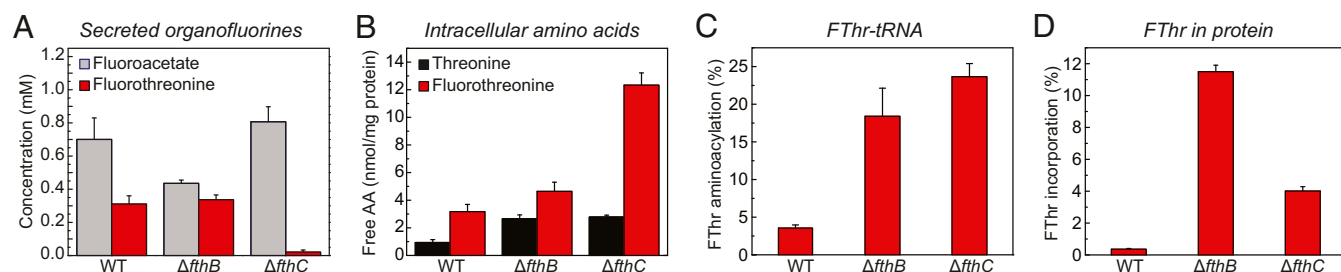 A
Secreted organofluorines
Concentration (mM)
1.0
0.8
0.6
0.4
0.2
0.0
Fluoroacetate
Fluorothreonine
WT
ΔfthB
ΔfthC
B
Intracellular amino acids
Free AA (nmol/mg protein)
14
12
10
8
6
4
2
0
Threonine
Fluorothreonine
WT
ΔfthB
ΔfthC
C
FThr-tRNA
FThr aminoacylation (%)
25
20
15
10
5
0
WT
ΔfthB
ΔfthC
D
FThr in protein
FThr incorporation (%)
12
10
8
6
4
2
0
WT
ΔfthB
ΔfthC